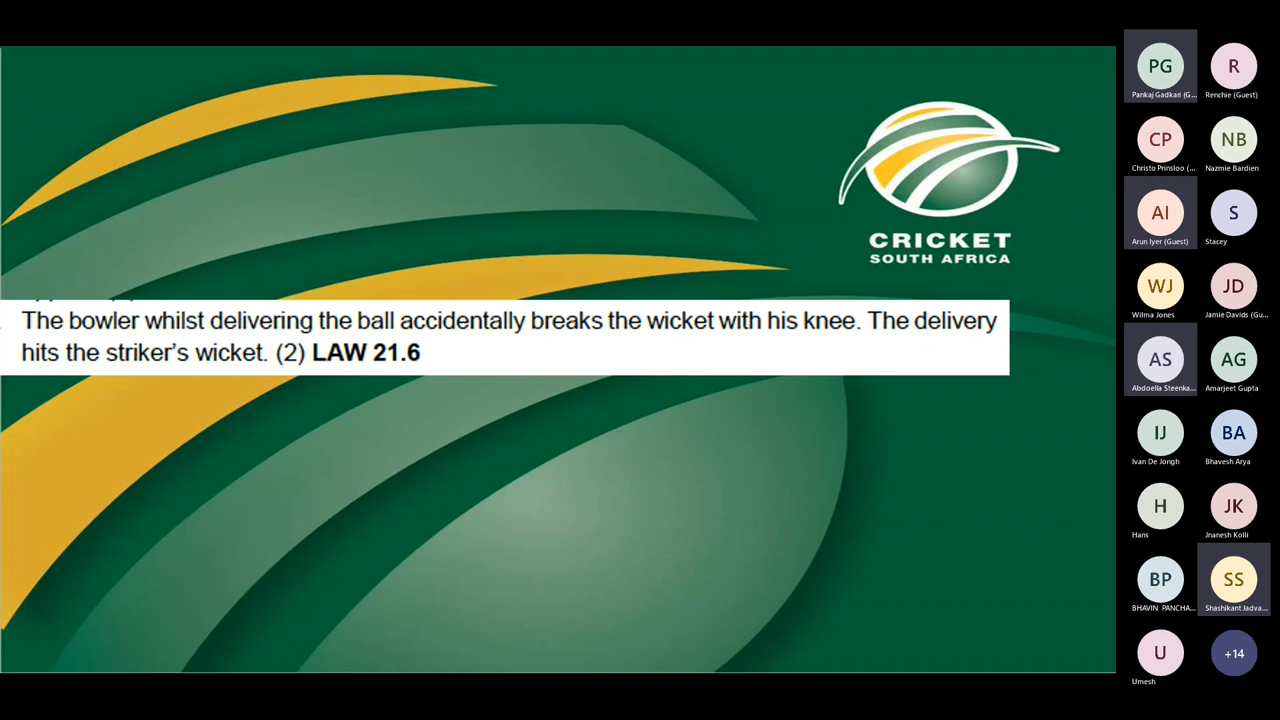 CRICKET
SOUTH AFRICA
The bowler whilst delivering the ball accidentally breaks the wicket with his knee. The delivery
hits the striker's wicket. (2) LAW 21.6
PG
Pankaj Gadkari (G...
R
Renchie (Guest)
CP
Christo Prinsloo (...
NB
Nazmie Bardien
AI
Arun Iyer (Guest)
S
Stacey
WJ
Wilma Jones
JD
Jamie Davids (Gu...
AS
Abdoella Steenka...
AG
Amarjeet Gupta
IJ
Ivan De Jongh
BA
Bhavesh Arya
H
Hans
JK
Jnanesh Kolli
BP
BHAVIN PANCHA...
SS
Shashikant Jadva...
U
Umesh
+14